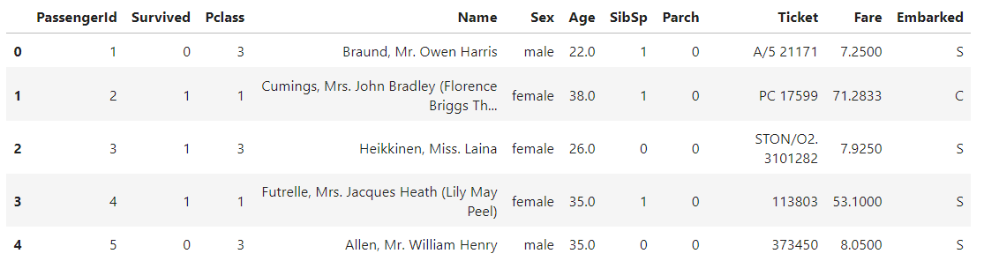 PassengerId Survived Pclass Name Sex Age SibSp Parch Ticket Fare Embarked
0 1 0 3 Braund, Mr. Owen Harris male 22.0 1 0 A/5 21171 7.2500 S
1 2 1 1 Cumings, Mrs. John Bradley (Florence Briggs Th... female 38.0 1 0 PC 17599 71.2833 C
2 3 1 3 Heikkinen, Miss. Laina female 26.0 0 0 STON/O2. 3101282 7.9250 S
3 4 1 1 Futrelle, Mrs. Jacques Heath (Lily May Peel) female 35.0 1 0 113803 53.1000 S
4 5 0 3 Allen, Mr. William Henry male 35.0 0 0 373450 8.0500 S